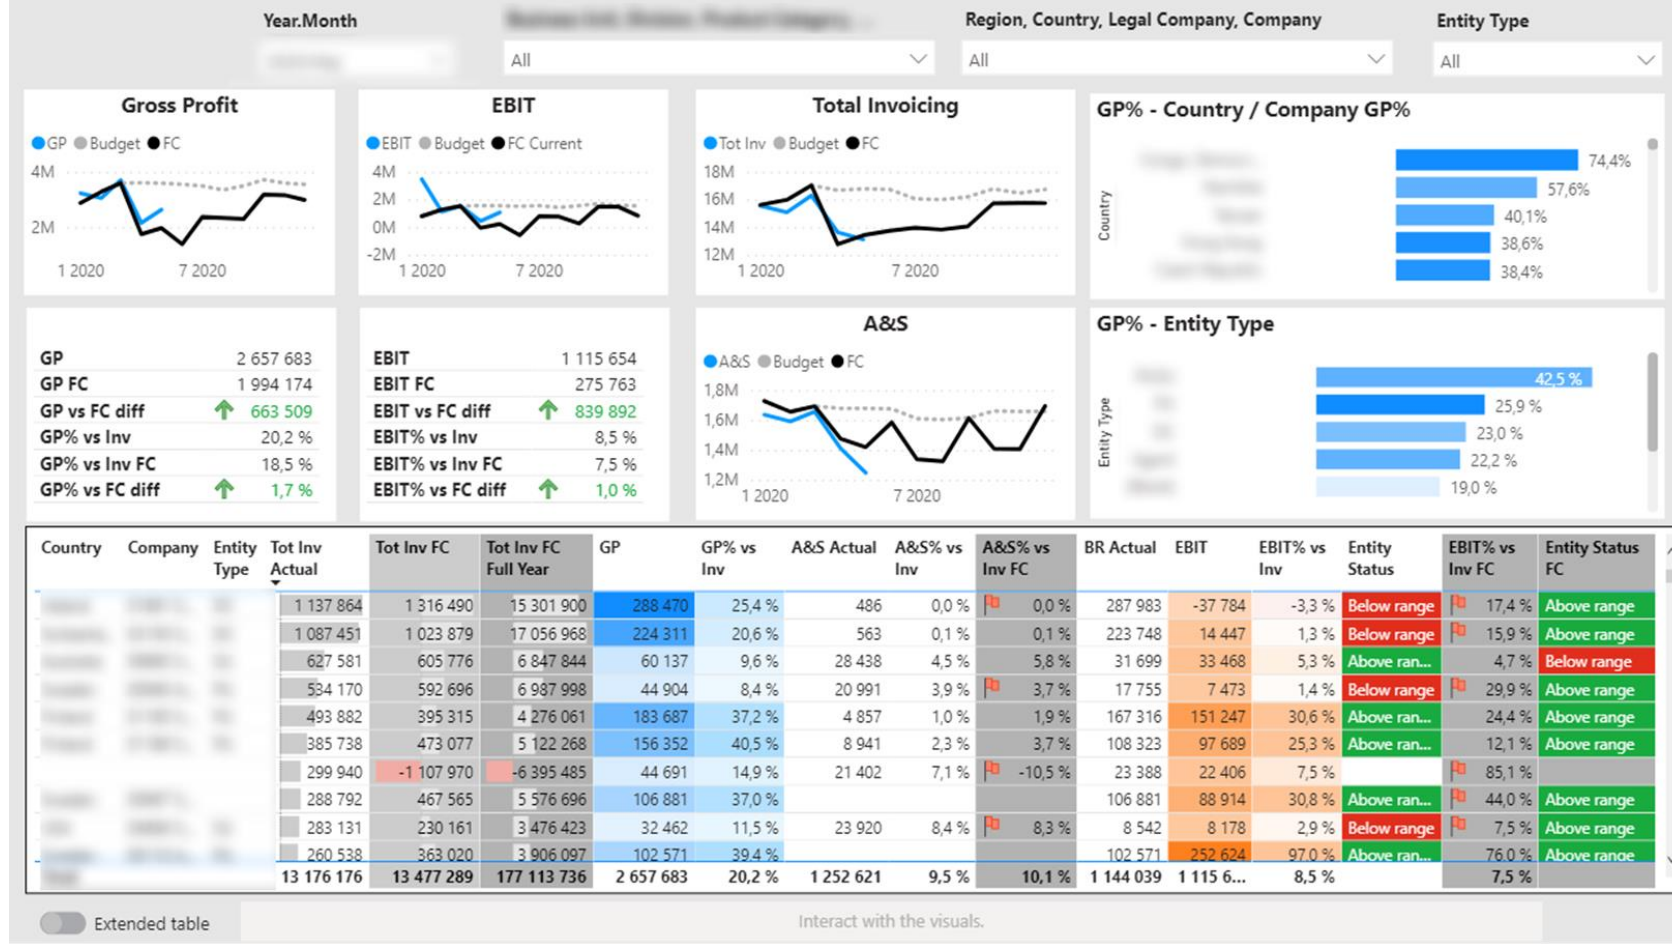 Year.Month
Region, Country, Legal Company, Company
Entity Type
All
All
All
Gross Profit
GP Budget FC
4M
2M
1 2020 7 2020
EBIT
EBIT Budget FC Current
4M
2M
0M
-2M
1 2020 7 2020
Total Invoicing
Tot Inv Budget FC
18M
16M
14M
12M
1 2020 7 2020
GP% - Country / Company GP%
Country
74,4%
57,6%
40,1%
38,6%
38,4%
GP 2 657 683
GP FC 1 994 174
GP vs FC diff 663 509
GP% vs Inv 20,2 %
GP% vs Inv FC 18,5 %
GP% vs FC diff 1,7 %
EBIT 1 115 654
EBIT FC 275 763
EBIT vs FC diff 839 892
EBIT% vs Inv 8,5 %
EBIT% vs Inv FC 7,5 %
EBIT% vs FC diff 1,0 %
A&S
A&S Budget FC
1,8M
1,6M
1,4M
1,2M
1 2020 7 2020
GP% - Entity Type
Entity Type
42,5 %
25,9 %
23,0 %
22,2 %
19,0 %
Country Company Entity Tot Inv Tot Inv FC Tot Inv FC GP GP% vs A&S Actual A&S% vs A&S% vs BR Actual EBIT EBIT% vs Entity EBIT% vs Entity Status
Type Actual Full Year Inv Inv Inv FC Inv Status Inv FC FC
1 137 864 1 316 490 15 301 900 288 470 25,4 % 486 0,0 % 0,0 % 287 983 -37 784 -3,3 % Below range 17,4 % Above range
1 087 451 1 023 879 17 056 968 224 311 20,6 % 563 0,1 % 0,1 % 223 748 14 447 1,3 % Below range 15,9 % Above range
627 581 605 776 6 847 844 60 137 9,6 % 28 438 4,5 % 5,8 % 31 699 33 468 5,3 % Above ran... 4,7 % Below range
534 170 592 696 6 987 998 44 904 8,4 % 20 991 3,9 % 3,7 % 17 755 7 473 1,4 % Below range 29,9 % Above range
493 882 395 315 4 276 061 183 687 37,2 % 4 857 1,0 % 1,9 % 167 316 151 247 30,6 % Above ran... 24,4 % Above range
385 738 473 077 5 122 268 156 352 40,5 % 8 941 2,3 % 3,7 % 108 323 97 689 25,3 % Above ran... 12,1 % Above range
299 940 -1 107 970 -6 395 485 44 691 14,9 % 21 402 7,1 % -10,5 % 23 388 22 406 7,5 % 85,1 %
288 792 467 565 5 576 696 106 881 37,0 % 106 881 88 914 30,8 % Above ran... 44,0 % Above range
283 131 230 161 3 476 423 32 462 11,5 % 23 920 8,4 % 8,3 % 8 542 8 178 2,9 % Below range 7,5 % Above range
260 538 363 020 3 906 097 102 571 39,4 % 102 571 252 624 97,0 % Above ran... 76,0 % Above range
13 176 176 13 477 289 177 113 736 2 657 683 20,2 % 1 252 621 9,5 % 10,1 % 1 144 039 1 115 6... 8,5 % 7,5 %
Extended table
Interact with the visuals.